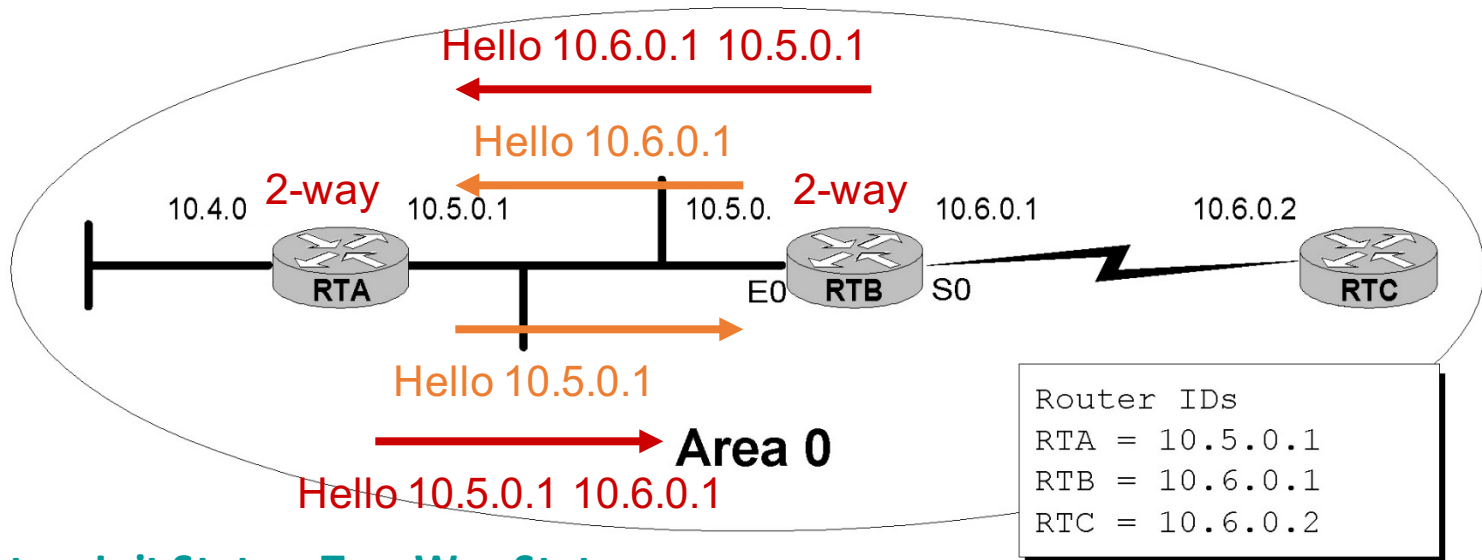 Hello 10.6.0.1 10.5.0.1
Hello 10.6.0.1
2-way
2-way
10.4.0
10.5.0.1
10.5.0.
10.6.0.1
10.6.0.2
RTA
E0
RTB
S0
RTC
Hello 10.5.0.1
Area 0
Hello 10.5.0.1 10.6.0.1
Router IDs
RTA = 10.5.0.1
RTB = 10.6.0.1
RTC = 10.6.0.2